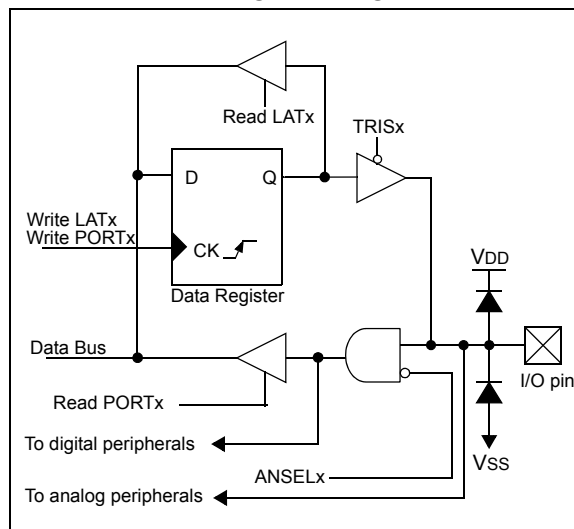 Read LATx
TRISx
D Q
Write LATx
Write PORTx
CK
Data Register
VDD
Data Bus
I/O pin
Read PORTx
To digital peripherals
VSS
ANSELx
To analog peripherals